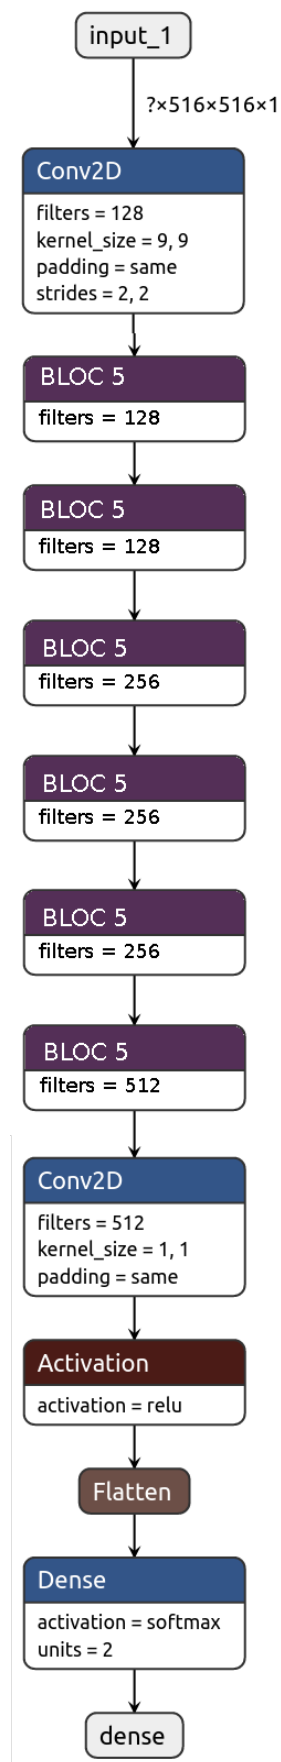 input_1
?×516×516×1
Conv2D
filters = 128
kernel_size = 9, 9
padding = same
strides = 2, 2
BLOC 5
filters = 128
BLOC 5
filters = 128
BLOC 5
filters = 256
BLOC 5
filters = 256
BLOC 5
filters = 256
BLOC 5
filters = 512
Conv2D
filters = 512
kernel_size = 1, 1
padding = same
Activation
activation = relu
Flatten
Dense
activation = softmax
units = 2
dense